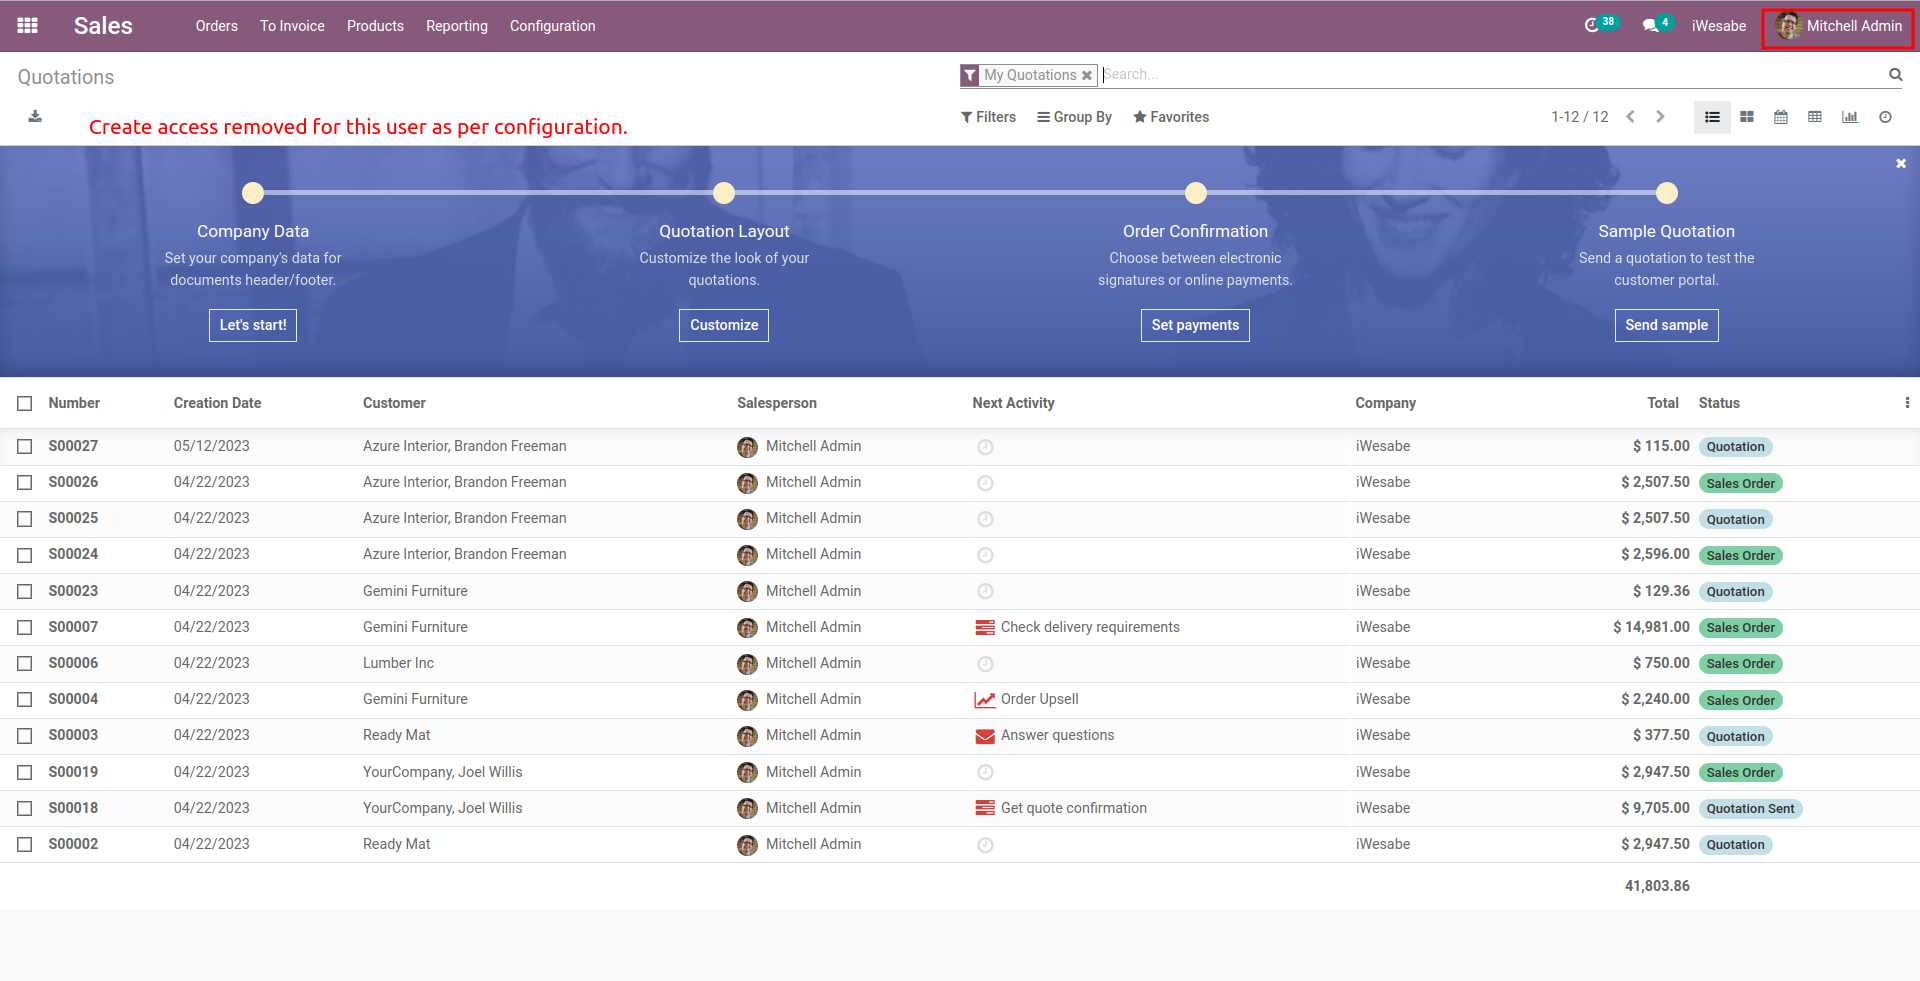 Sales Orders To Invoice Products Reporting Configuration 38 4 iWesabe Mitchell Admin
Quotations My Quotations Search...
Create access removed for this user as per configuration. Filters Group By Favorites 1-12 / 12
Company Data Quotation Layout Order Confirmation Sample Quotation
Set your company's data for Customize the look of your Choose between electronic Send a quotation to test the
documents header/footer. quotations. signatures or online payments. customer portal.
Let's start! Customize Set payments Send sample
Number Creation Date Customer Salesperson Next Activity Company Total Status
S00027 05/12/2023 Azure Interior, Brandon Freeman Mitchell Admin iWesabe $ 115.00 Quotation
S00026 04/22/2023 Azure Interior, Brandon Freeman Mitchell Admin iWesabe $ 2,507.50 Sales Order
S00025 04/22/2023 Azure Interior, Brandon Freeman Mitchell Admin iWesabe $ 2,507.50 Quotation
S00024 04/22/2023 Azure Interior, Brandon Freeman Mitchell Admin iWesabe $ 2,596.00 Sales Order
S00023 04/22/2023 Gemini Furniture Mitchell Admin iWesabe $ 129.36 Quotation
S00007 04/22/2023 Gemini Furniture Mitchell Admin Check delivery requirements iWesabe $ 14,981.00 Sales Order
S00006 04/22/2023 Lumber Inc Mitchell Admin iWesabe $ 750.00 Sales Order
S00004 04/22/2023 Gemini Furniture Mitchell Admin Order Upsell iWesabe $ 2,240.00 Sales Order
S00003 04/22/2023 Ready Mat Mitchell Admin Answer questions iWesabe $ 377.50 Quotation
S00019 04/22/2023 YourCompany, Joel Willis Mitchell Admin iWesabe $ 2,947.50 Sales Order
S00018 04/22/2023 YourCompany, Joel Willis Mitchell Admin Get quote confirmation iWesabe $ 9,705.00 Quotation Sent
S00002 04/22/2023 Ready Mat Mitchell Admin iWesabe $ 2,947.50 Quotation
41,803.86